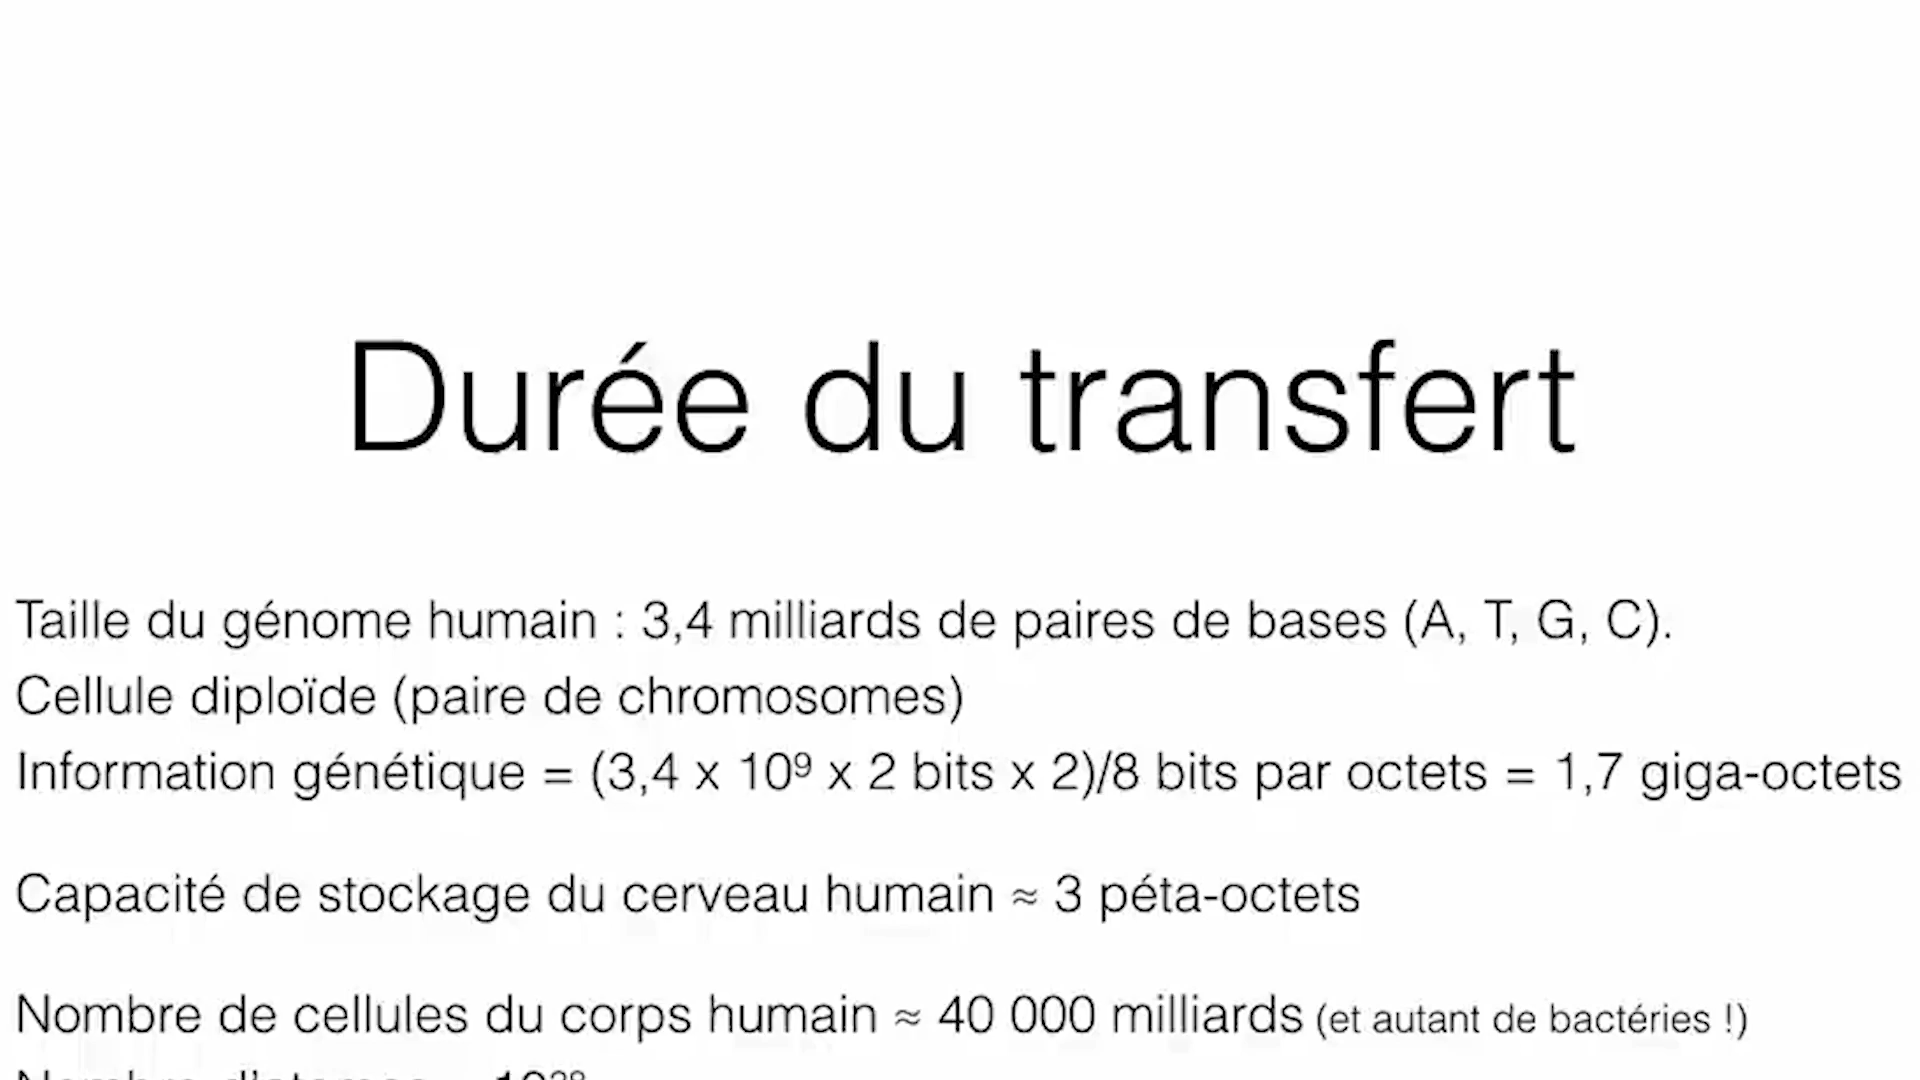 Durée du transfert
Taille du génome humain : 3,4 milliards de paires de bases (A, T, G, C).
Cellule diploïde (paire de chromosomes)
Information génétique = (3,4 x 10⁹ x 2 bits x 2)/8 bits par octets = 1,7 giga-octets
Capacité de stockage du cerveau humain ≈ 3 péta-octets
Nombre de cellules du corps humain ≈ 40 000 milliards (et autant de bactéries !)